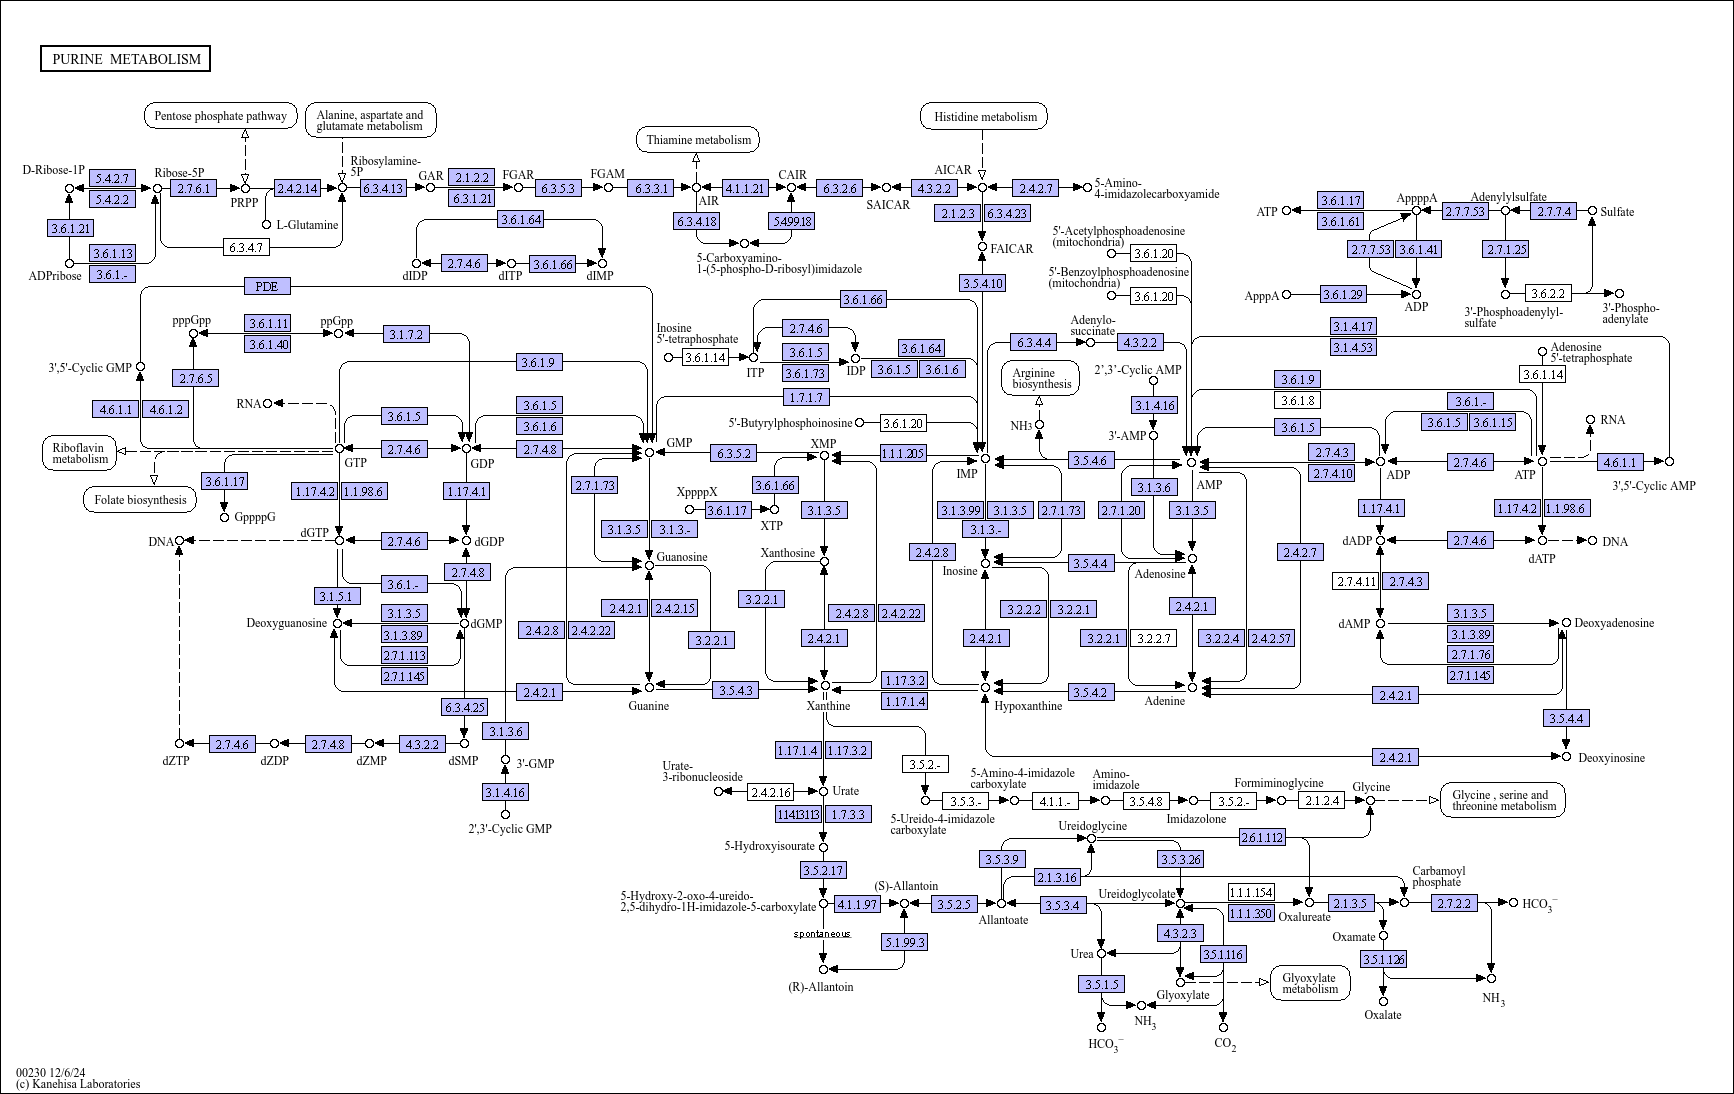 PURINE METABOLISM
Pentose phosphate pathway
Alanine, aspartate and
glutamate metabolism
Thiamine metabolism
Histidine metabolism
D-Ribose-1P
5.4.2.7
5.4.2.2
Ribose-5P
2.7.6.1
PRPP
2.4.2.14
Ribosylamine-
5P
6.3.4.13
GAR
2.1.2.2
6.3.1.21
FGAR
6.3.5.3
FGAM
6.3.3.1
AIR
4.1.1.21
CAIR
6.3.2.6
SAICAR
4.3.2.2
AICAR
2.4.2.7
5-Amino-
4-imidazolecarboxyamide
3.6.1.21
3.6.1.13
3.6.1.-
ADPribose
L-Glutamine
6.3.4.7
3.6.1.64
dIDP
2.7.4.6
dITP
3.6.1.66
dIMP
6.3.4.18
5.4.99.18
5-Carboxyamino-
1-(5-phospho-D-ribosyl)imidazole
2.1.2.3
6.3.4.23
FAICAR
3.5.4.10
5'-Acetylphosphoadenosine
(mitochondria)
3.6.1.20
5'-Benzoylphosphoadenosine
(mitochondria)
3.6.1.20
ATP
3.6.1.17
3.6.1.61
AppppA
2.7.7.53
Adenylylsulfate
2.7.7.4
Sulfate
2.7.7.53
3.6.1.41
2.7.1.25
ApppA
3.6.1.29
ADP
3.6.2.2
3'-Phosphoadenylyl-
sulfate
3'-Phospho-
adenylate
PDE
pppGpp
3.6.1.11
3.6.1.40
ppGpp
3.1.7.2
3',5'-Cyclic GMP
2.7.6.5
3.6.1.9
4.6.1.1
4.6.1.2
RNA
3.6.1.5
3.6.1.5
3.6.1.6
Inosine
5'-tetraphosphate
3.6.1.14
ITP
3.6.1.66
2.7.4.6
3.6.1.5
3.6.1.73
IDP
3.6.1.64
3.6.1.5
3.6.1.6
1.7.1.7
5'-Butyrylphosphoinosine
3.6.1.20
6.3.4.4
Adenylo-
succinate
4.3.2.2
Arginine
biosynthesis
NH3
2',3'-Cyclic AMP
3.1.4.16
3'-AMP
3.1.4.17
3.1.4.53
Adenosine
5'-tetraphosphate
3.6.1.14
3.6.1.9
3.6.1.8
3.6.1.-
3.6.1.5
3.6.1.5
3.6.1.15
RNA
Riboflavin
metabolism
GTP
2.7.4.6
GDP
2.7.4.8
GMP
6.3.5.2
XMP
1.1.1.205
IMP
3.5.4.6
AMP
2.7.4.3
2.7.4.10
ADP
2.7.4.6
ATP
4.6.1.1
3',5'-Cyclic AMP
Folate biosynthesis
3.6.1.17
GppppG
1.17.4.2
1.1.98.6
1.17.4.1
2.7.1.73
XppppX
3.6.1.17
3.6.1.66
XTP
3.1.3.5
3.1.3.5
3.1.3.-
3.1.3.99
3.1.3.5
2.7.1.73
3.1.3.-
3.1.3.6
2.7.1.20
3.1.3.5
1.17.4.1
1.17.4.2
1.1.98.6
DNA
dGTP
2.7.4.6
dGDP
Guanosine
Xanthosine
2.4.2.8
Inosine
3.5.4.4
Adenosine
2.4.2.7
dADP
2.7.4.6
dATP
DNA
3.6.1.-
2.7.4.8
3.1.5.1
2.7.4.11
2.7.4.3
Deoxyguanosine
3.1.3.5
3.1.3.89
2.7.1.113
2.7.1.145
dGMP
2.4.2.8
2.4.2.22
2.4.2.1
2.4.2.15
3.2.2.1
3.2.2.1
2.4.2.8
2.4.2.22
2.4.2.1
3.2.2.2
3.2.2.1
2.4.2.1
2.4.2.1
3.2.2.1
3.2.2.7
3.2.2.4
2.4.2.57
dAMP
3.1.3.5
3.1.3.89
2.7.1.76
2.7.1.145
Deoxyadenosine
2.4.2.1
Guanine
3.5.4.3
Xanthine
1.17.3.2
1.17.1.4
Hypoxanthine
3.5.4.2
Adenine
2.4.2.1
3.5.4.4
6.3.4.25
dZTP
2.7.4.6
dZDP
2.7.4.8
dZMP
4.3.2.2
dSMP
3.1.3.6
3'-GMP
3.1.4.16
2',3'-Cyclic GMP
1.17.1.4
1.17.3.2
2.4.2.1
Deoxyinosine
Urate-
3-ribonucleoside
2.4.2.16
Urate
3.5.2.-
5-Ureido-4-imidazole
carboxylate
3.5.3.-
5-Amino-4-imidazole
carboxylate
4.1.1.-
Amino-
imidazole
3.5.4.8
Imidazolone
3.5.2.-
Formiminoglycine
2.1.2.4
Glycine
Glycine , serine and
threonine metabolism
1.14.13.113
1.7.3.3
5-Hydroxyisourate
3.5.2.17
Ureidoglycine
2.6.1.112
3.5.3.9
2.1.3.16
3.5.3.26
5-Hydroxy-2-oxo-4-ureido-
2,5-dihydro-1H-imidazole-5-carboxylate
4.1.1.97
(S)-Allantoin
3.5.2.5
Allantoate
3.5.3.4
Ureidoglycolate
1.1.1.154
1.1.1.350
Oxalureate
2.1.3.5
Carbamoyl
phosphate
2.7.2.2
HCO3−
spontaneous
5.1.99.3
(R)-Allantoin
Urea
4.3.2.3
3.5.1.116
Oxamate
3.5.1.126
3.5.1.5
Glyoxylate
Glyoxylate
metabolism
NH3
HCO3−
CO2
Oxalate
NH3
00230 12/6/24
(c) Kanehisa Laboratories